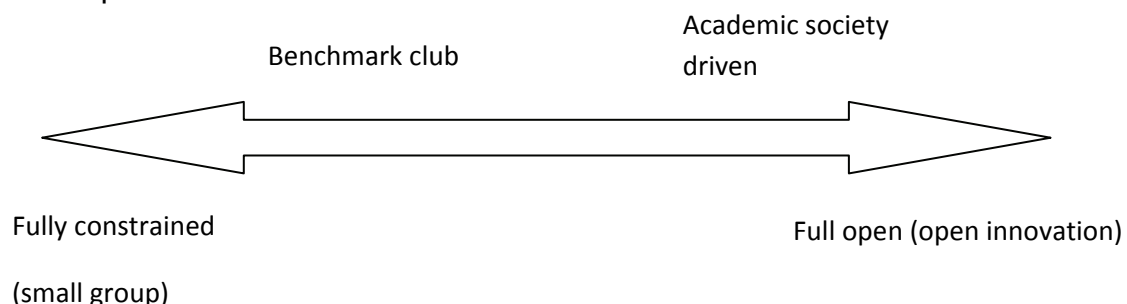 Benchmark club
Academic society
driven
Fully constrained
(small group)
Full open (open innovation)